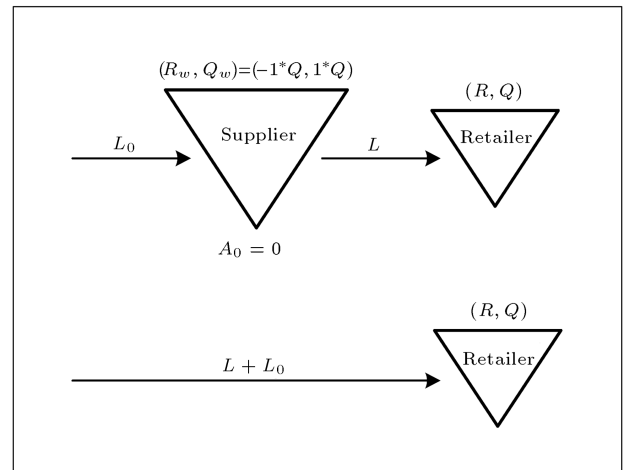 (R_w, Q_w)=(-1*Q, 1*Q)
(R, Q)
Supplier
Retailer
L_0
L
A_0 = 0
(R, Q)
Retailer
L + L_0